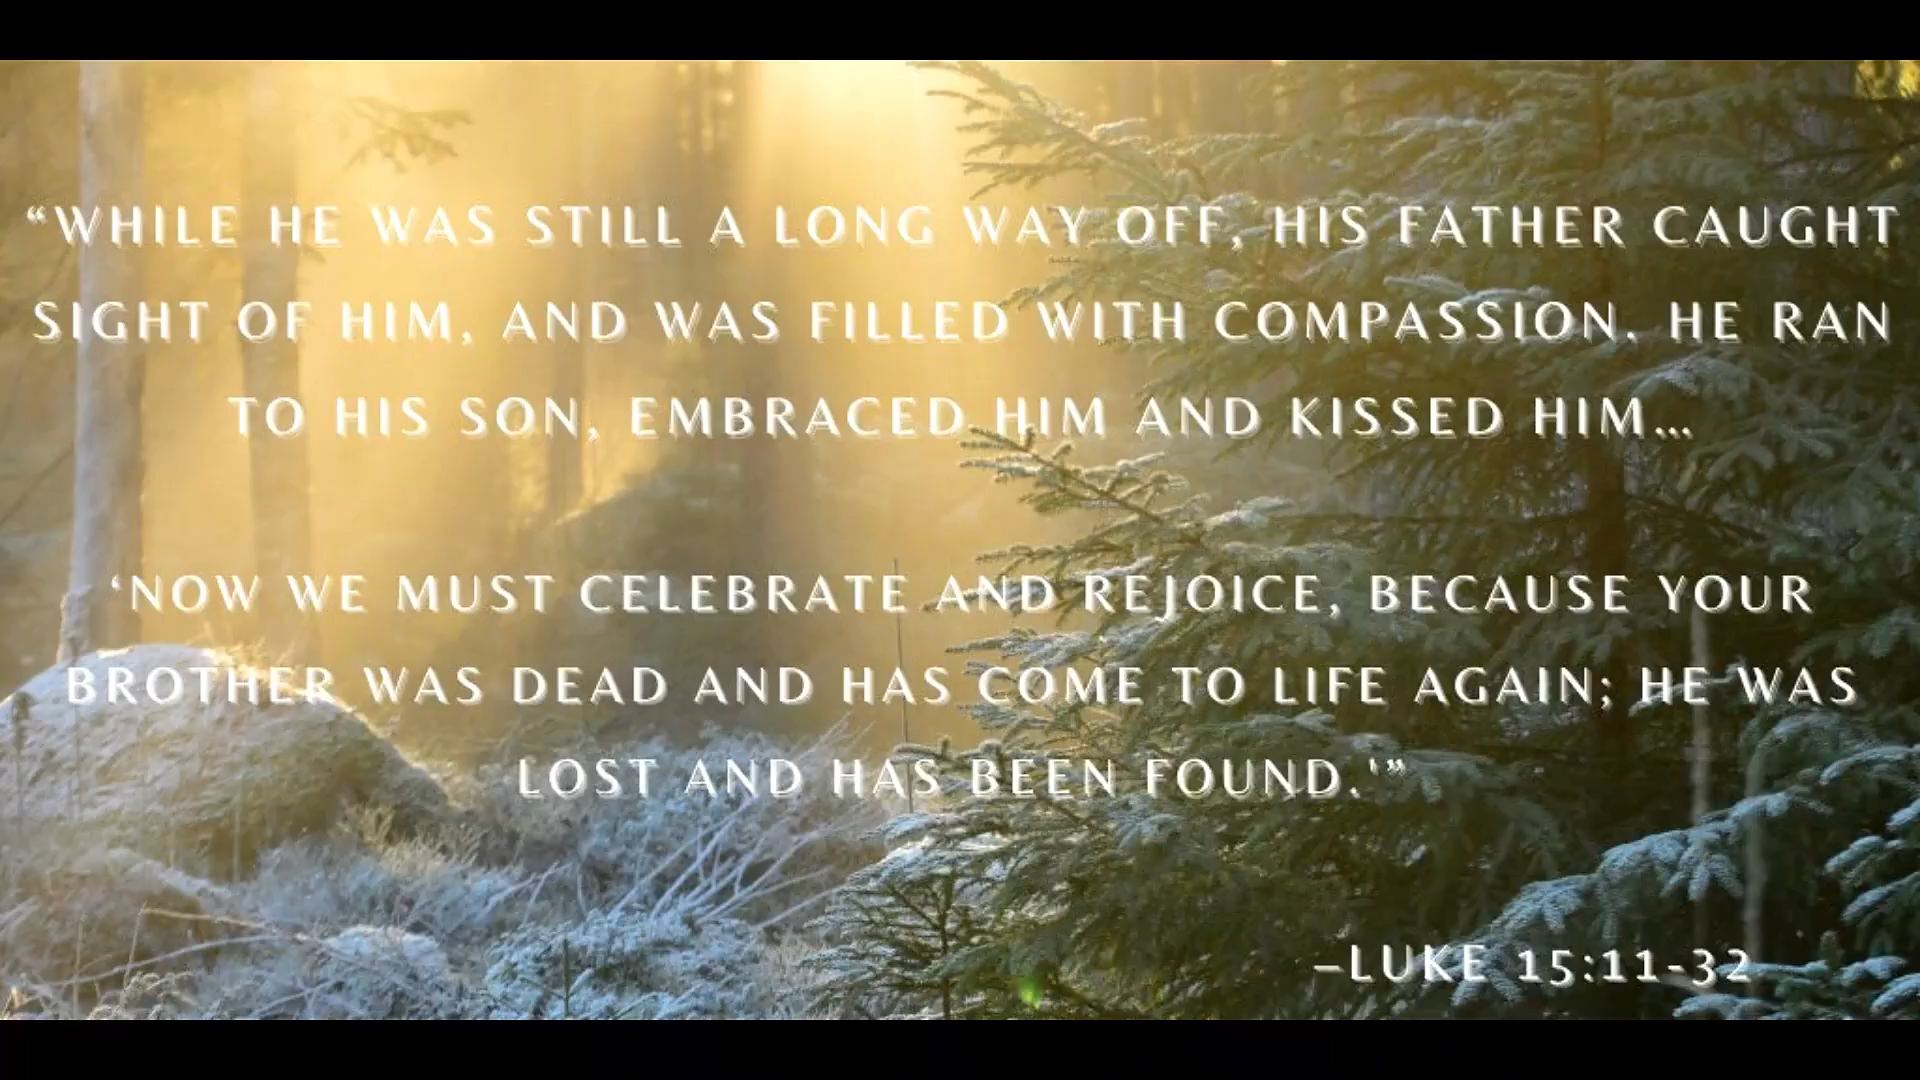 “WHILE HE WAS STILL A LONG WAY OFF, HIS FATHER CAUGHT
SIGHT OF HIM, AND WAS FILLED WITH COMPASSION. HE RAN
TO HIS SON, EMBRACED HIM AND KISSED HIM…
‘NOW WE MUST CELEBRATE AND REJOICE, BECAUSE YOUR
BROTHER WAS DEAD AND HAS COME TO LIFE AGAIN; HE WAS
LOST AND HAS BEEN FOUND.'”
–LUKE 15:11-32